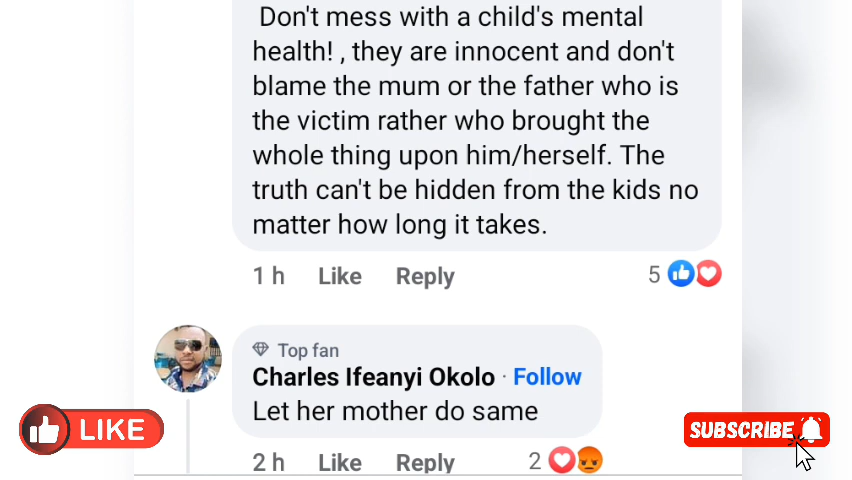 Don't mess with a child's mental
health! , they are innocent and don't
blame the mum or the father who is
the victim rather who brought the
whole thing upon him/herself. The
truth can't be hidden from the kids no
matter how long it takes.
1 h Like Reply 5
Top fan
Charles Ifeanyi Okolo · Follow
Let her mother do same
LIKE
SUBSCRIBE
2 h Like Reply 2